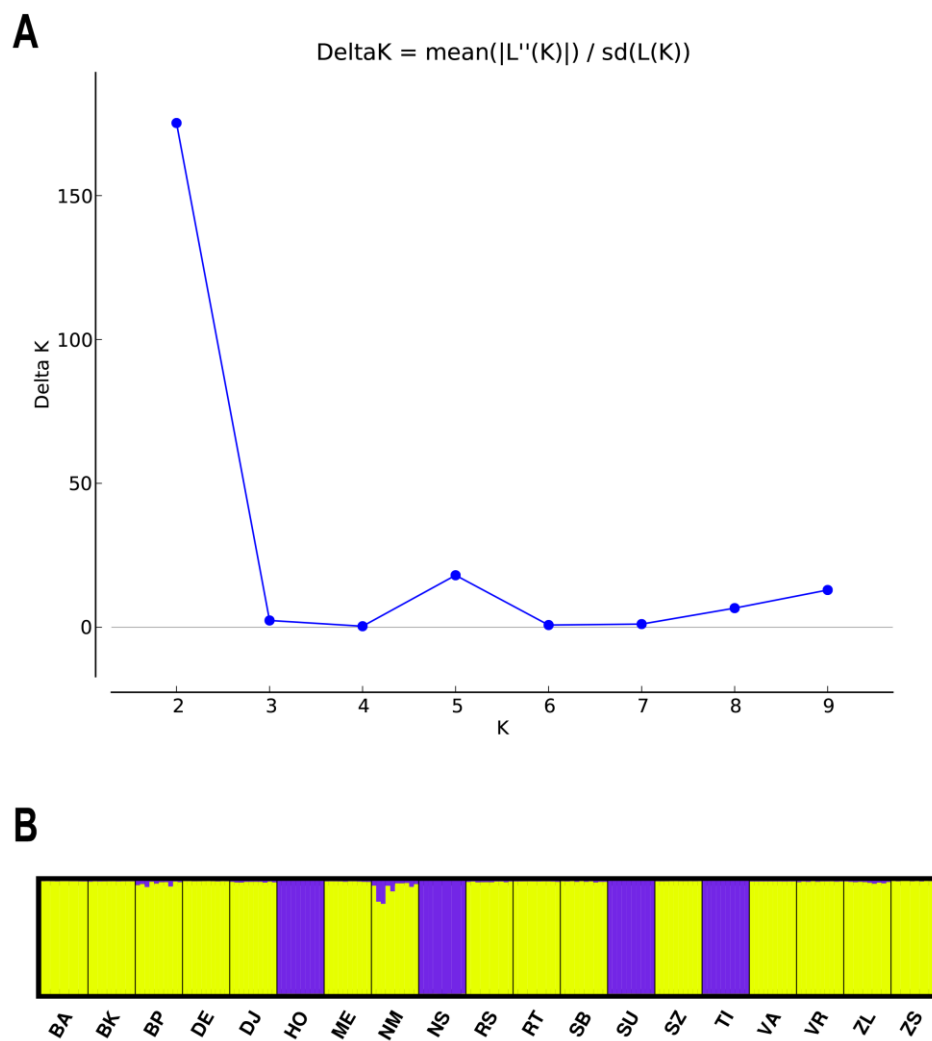 A
DeltaK = mean(|L''(K)|) / sd(L(K))
150
100
50
0
Delta K
2 3 4 5 6 7 8 9
K
B
BA BK BP DE DJ HO ME NM NS RS RT SB SU SZ TI VA VR ZL ZS